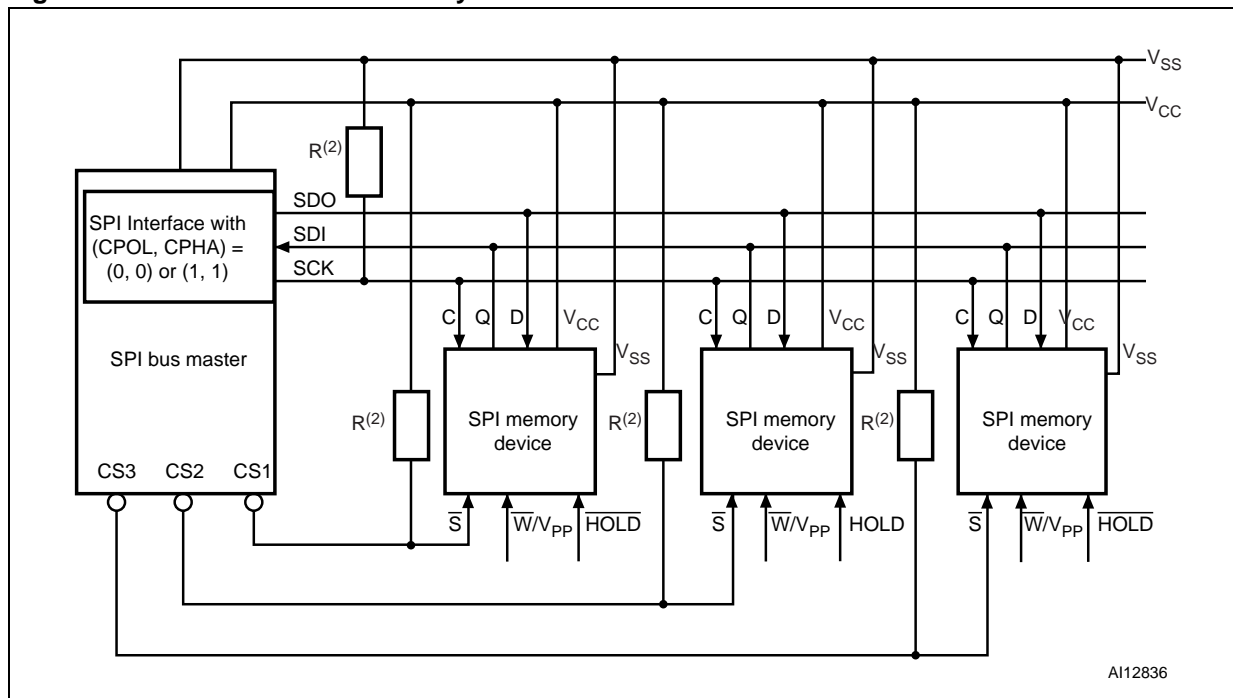 V_SS
V_CC
R(2)
SDO
SPI Interface with
(CPOL, CPHA) =
(0, 0) or (1, 1)
SDI
SCK
SPI bus master
C Q D V_CC V_SS
C Q D V_CC V_SS
C Q D V_CC V_SS
R(2)
SPI memory
device
R(2)
SPI memory
device
R(2)
SPI memory
device
CS3 CS2 CS1
S̅ W̅/V_PP H̅O̅L̅D̅
S̅ W̅/V_PP HOLD
S̅ W̅/V_PP H̅O̅L̅D̅
AI12836